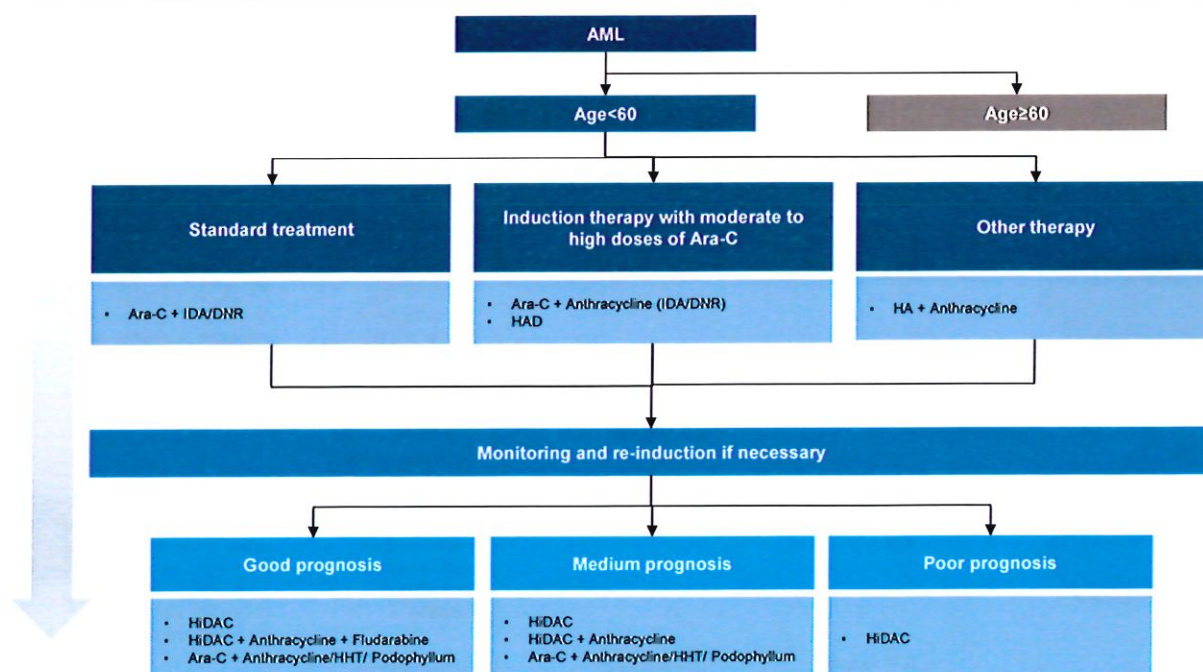 AML
Age<60
Age≥60
Standard treatment
Induction therapy with moderate to
high doses of Ara-C
Other therapy
• Ara-C + IDA/DNR
• Ara-C + Anthracycline (IDA/DNR)
• HAD
• HA + Anthracycline
Monitoring and re-induction if necessary
Good prognosis
Medium prognosis
Poor prognosis
• HiDAC
• HiDAC + Anthracycline + Fludarabine
• Ara-C + Anthracycline/HHT/ Podophyllum
• HiDAC
• HiDAC + Anthracycline
• Ara-C + Anthracycline/HHT/ Podophyllum
• HiDAC